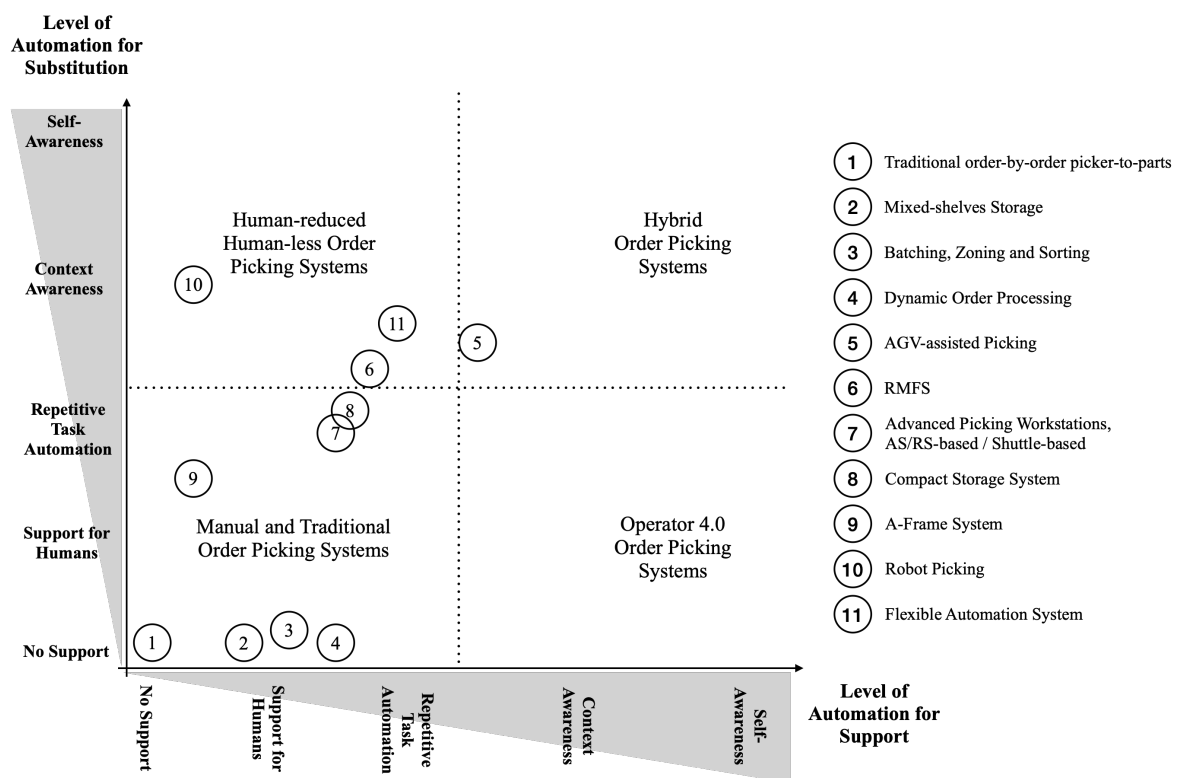 Level of
Automation for
Substitution
Self-
Awareness
Human-reduced
Human-less Order
Picking Systems
Hybrid
Order Picking
Systems
Context
Awareness
10
11
5
6
Repetitive
Task
Automation
8
7
9
Support for
Humans
Manual and Traditional
Order Picking Systems
Operator 4.0
Order Picking
Systems
No Support
1
2
3
4
No Support
Support for
Humans
Repetitive
Task
Automation
Context
Awareness
Self-
Awareness
Level of
Automation for
Support
1 Traditional order-by-order picker-to-parts
2 Mixed-shelves Storage
3 Batching, Zoning and Sorting
4 Dynamic Order Processing
5 AGV-assisted Picking
6 RMFS
7 Advanced Picking Workstations,
AS/RS-based / Shuttle-based
8 Compact Storage System
9 A-Frame System
10 Robot Picking
11 Flexible Automation System